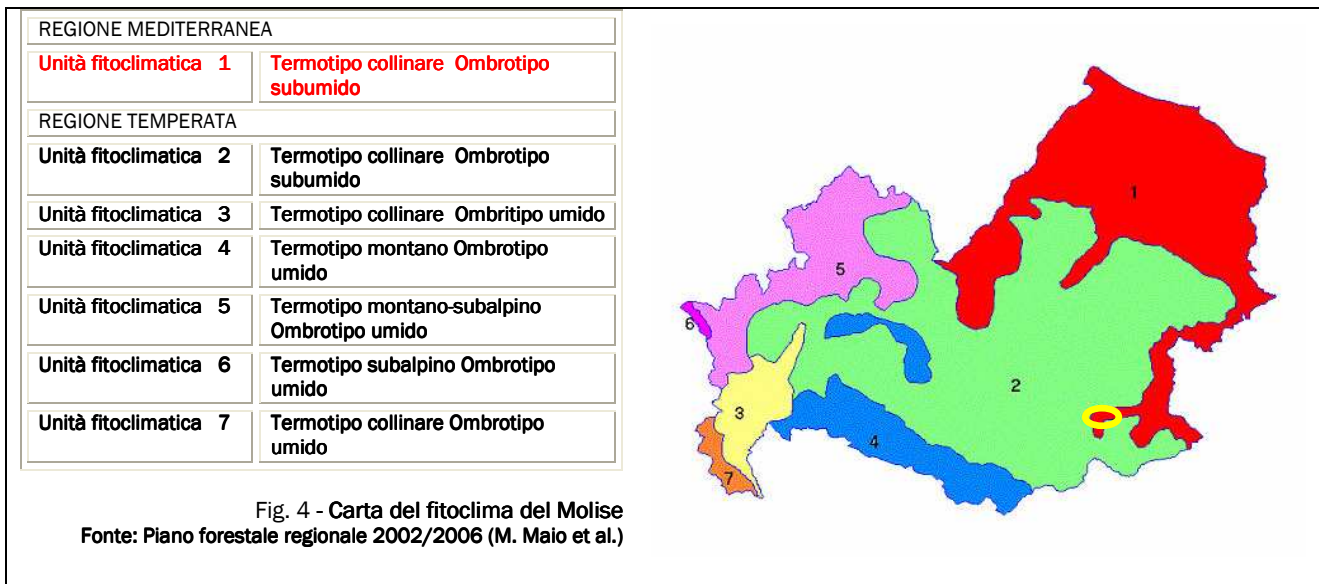 REGIONE MEDITERRANEA
Unità fitoclimatica 1 Termotipo collinare Ombrotipo
subumido
REGIONE TEMPERATA
Unità fitoclimatica 2 Termotipo collinare Ombrotipo
subumido
Unità fitoclimatica 3 Termotipo collinare Ombritipo umido
Unità fitoclimatica 4 Termotipo montano Ombrotipo
umido
Unità fitoclimatica 5 Termotipo montano-subalpino
Ombrotipo umido
Unità fitoclimatica 6 Termotipo subalpino Ombrotipo
umido
Unità fitoclimatica 7 Termotipo collinare Ombrotipo
umido
Fig. 4 - Carta del fitoclima del Molise
Fonte: Piano forestale regionale 2002/2006 (M. Maio et al.)
1
5
6
2
3
4
7